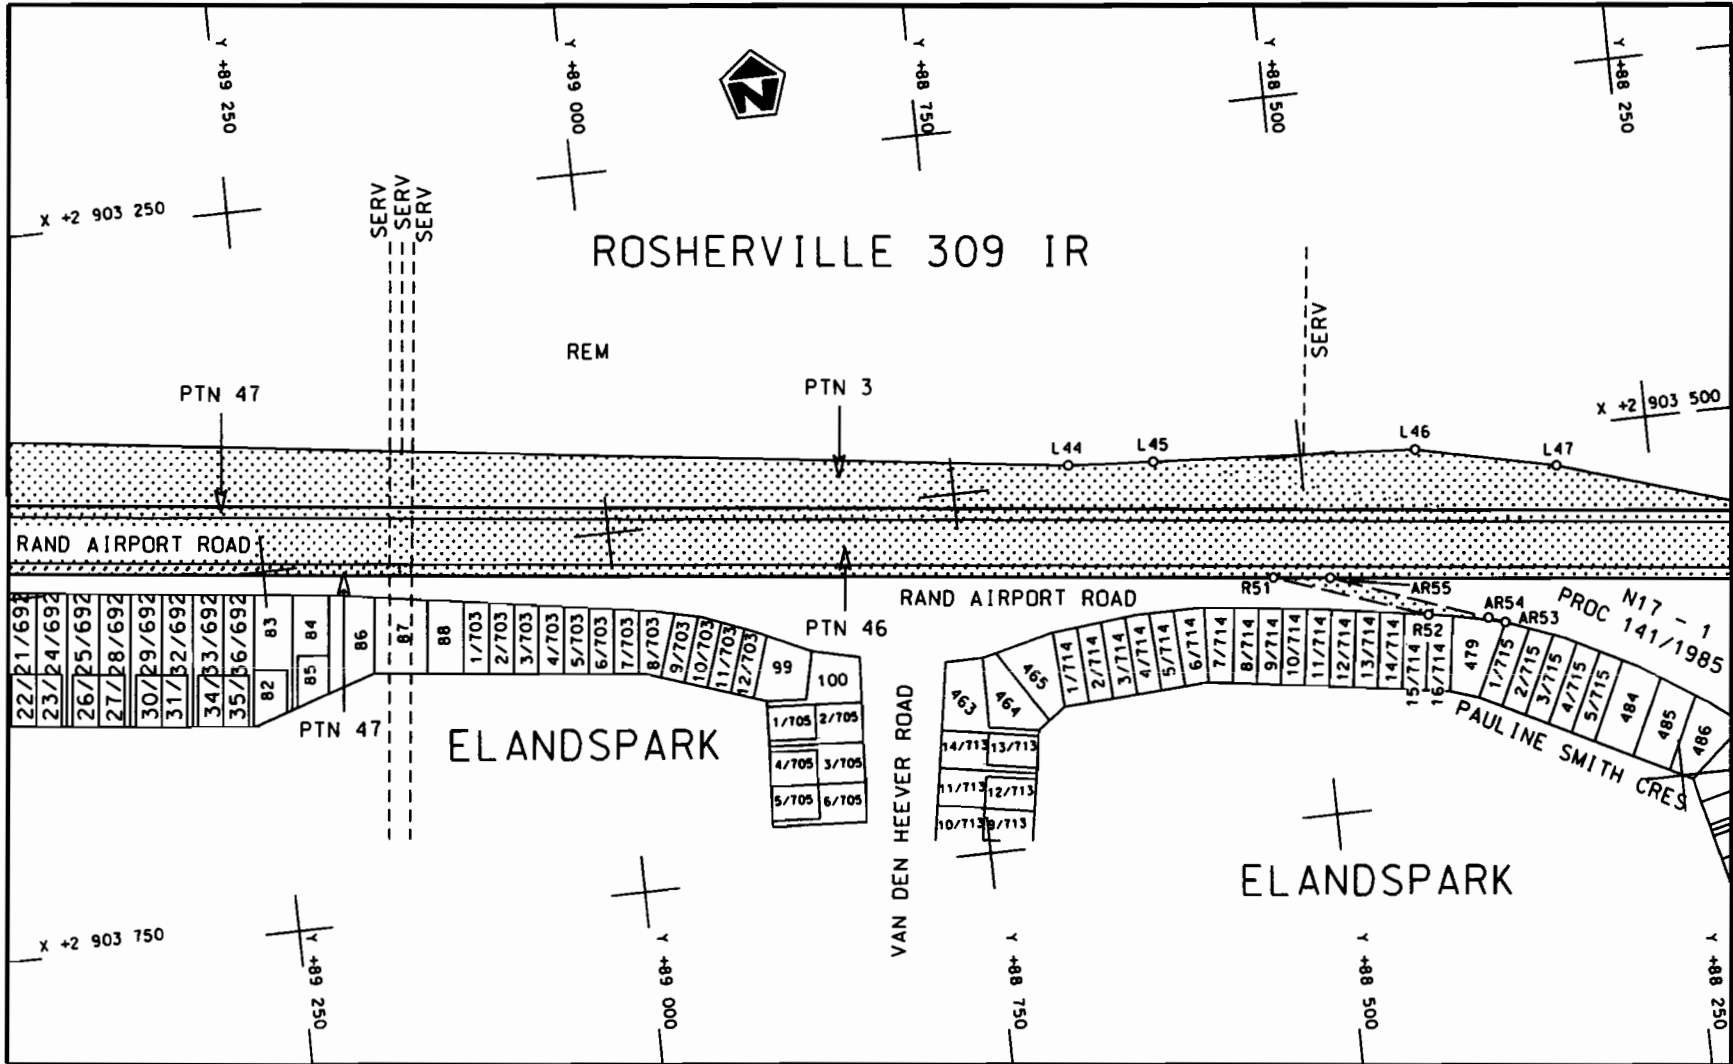 Y +89 250
Y +89 000
Y +88 750
Y +88 500
Y +88 250
N
X +2 903 250
SERV
SERV
SERV
ROSHERVILLE 309 IR
SERV
REM
PTN 47
PTN 3
X +2 903 500
L44
L45
L46
L47
RAND AIRPORT ROAD
R51
AR55
RAND AIRPORT ROAD
PTN 46
R52
AR54
AR53
N17 - 1
PROC 141/1985
22/21/692
23/24/692
26/25/692
27/28/692
30/29/692
31/32/692
34/33/692
35/36/692
83
82
84
85
86
87
88
1/703
2/703
3/703
4/703
5/703
6/703
7/703
8/703
9/703
10/703
11/703
12/703
99
100
PTN 47
ELANDSPARK
1/705
2/705
4/705
3/705
5/705
6/705
VAN DEN HEEVER ROAD
463
464
465
14/713
13/713
11/713
12/713
10/713
9/713
1/714
2/714
3/714
4/714
5/714
6/714
7/714
8/714
9/714
10/714
11/714
12/714
13/714
14/714
15/714
16/714
479
1/715
2/715
3/715
4/715
5/715
484
485
486
PAULINE SMITH CRES
ELANDSPARK
X +2 903 750
Y +89 250
Y +89 000
Y +88 750
Y +88 500
Y +88 250